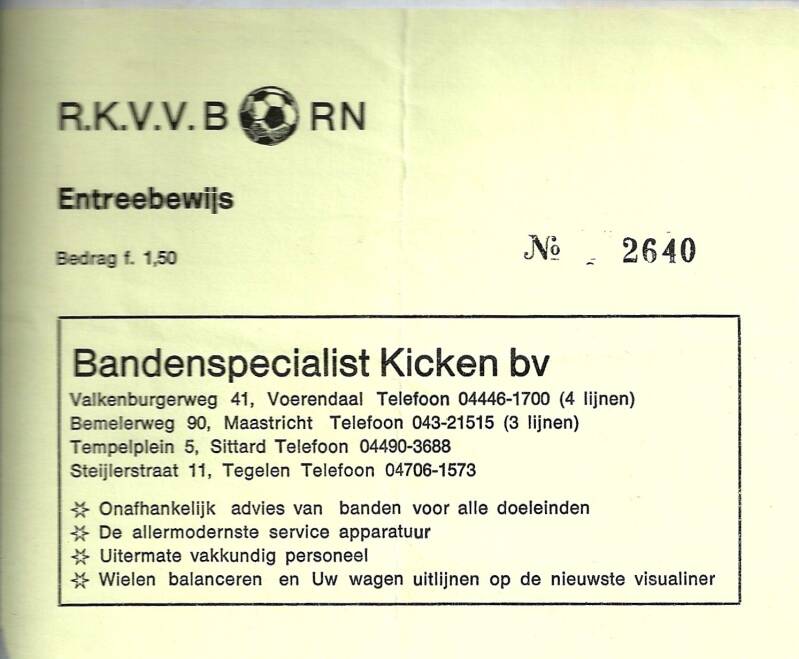 R.K.V.V. B RN
Entreebewijs
Bedrag f. 1,50
№ 2640
Bandenspecialist Kicken bv
Valkenburgerweg 41, Voerendaal Telefoon 04446-1700 (4 lijnen)
Bemelerweg 90, Maastricht Telefoon 043-21515 (3 lijnen)
Tempelplein 5, Sittard Telefoon 04490-3688
Steijlerstraat 11, Tegelen Telefoon 04706-1573
Onafhankelijk advies van banden voor alle doeleinden
De allermodernste service apparatuur
Uitermate vakkundig personeel
Wielen balanceren en Uw wagen uitlijnen op de nieuwste visualiner